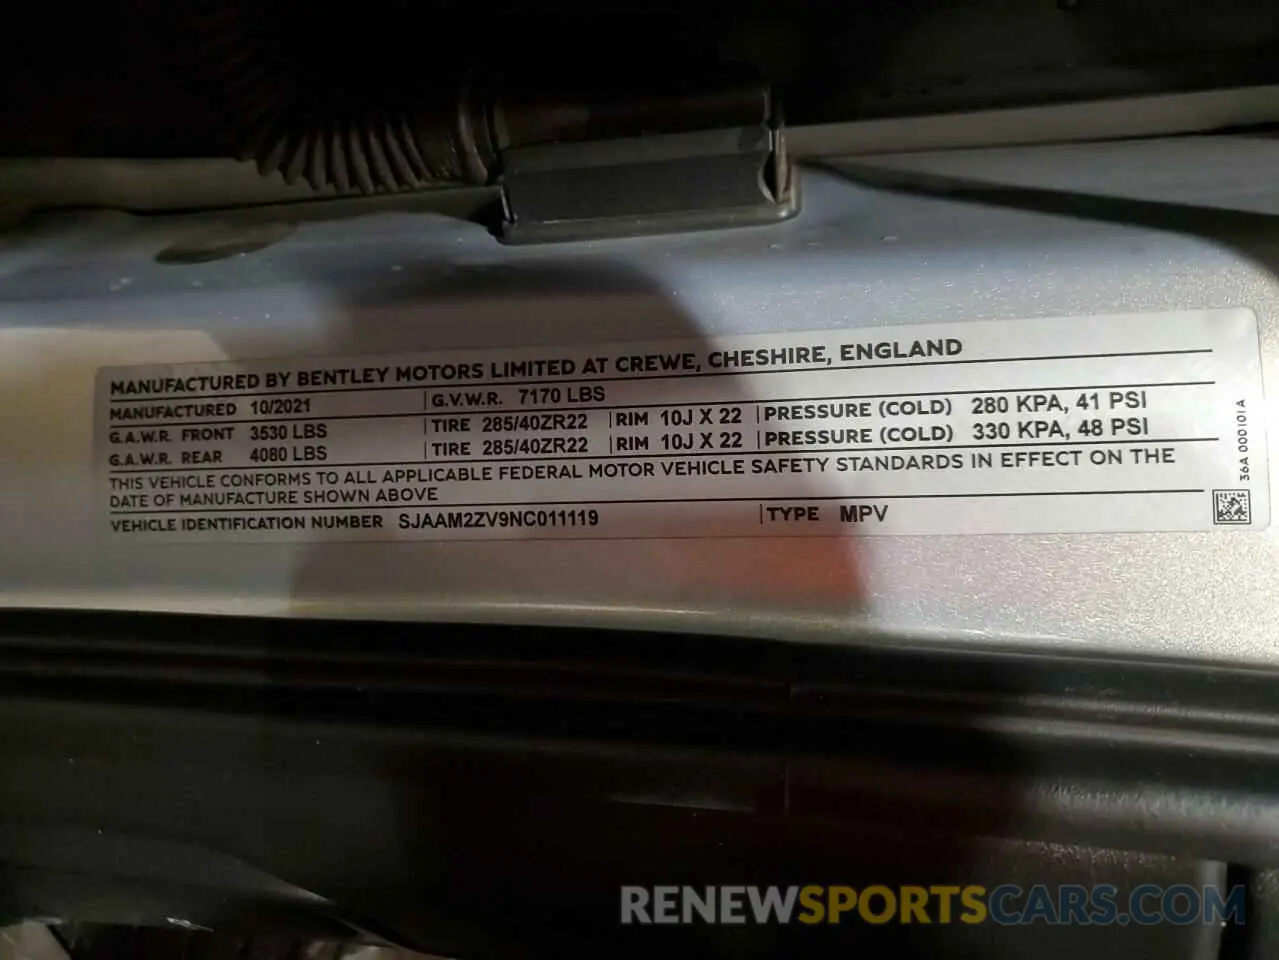 MANUFACTURED BY BENTLEY MOTORS LIMITED AT CREWE, CHESHIRE, ENGLAND
MANUFACTURED 10/2021 G.V.W.R. 7170 LBS
G.A.W.R. FRONT 3530 LBS TIRE 285/40ZR22 RIM 10J X 22 PRESSURE (COLD) 280 KPA, 41 PSI
G.A.W.R. REAR 4080 LBS TIRE 285/40ZR22 RIM 10J X 22 PRESSURE (COLD) 330 KPA, 48 PSI
THIS VEHICLE CONFORMS TO ALL APPLICABLE FEDERAL MOTOR VEHICLE SAFETY STANDARDS IN EFFECT ON THE
DATE OF MANUFACTURE SHOWN ABOVE
VEHICLE IDENTIFICATION NUMBER SJAAM2ZV9NC011119 TYPE MPV
36A 000101A
RENEWSPORTSCARS.COM